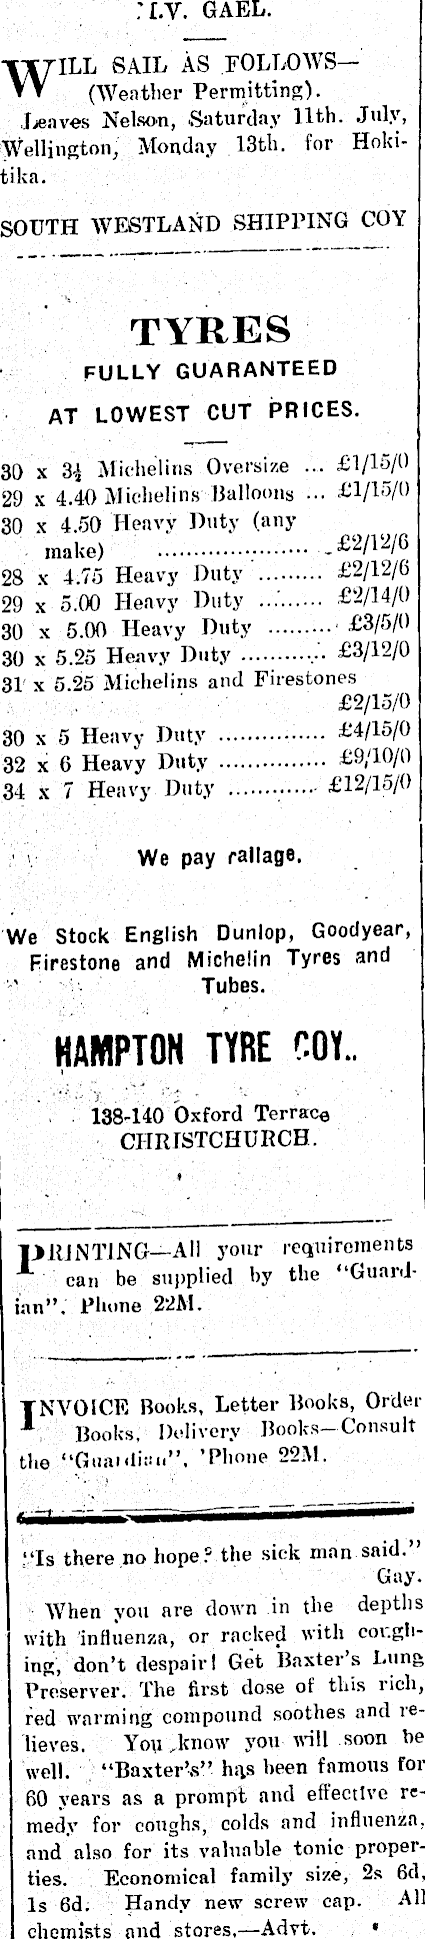 M.V. GAEL.
WILL SAIL AS FOLLOWS—
(Weather Permitting).
Leaves Nelson, Saturday 11th. July,
Wellington, Monday 13th. for Hoki-
tika.
SOUTH WESTLAND SHIPPING COY
TYRES
FULLY GUARANTEED
AT LOWEST CUT PRICES.
30 x 3½ Michelins Oversize ... £1/15/0
29 x 4.40 Michelins Balloons ... £1/15/0
30 x 4.50 Heavy Duty (any
make) ..................... £2/12/6
28 x 4.75 Heavy Duty ......... £2/12/6
29 x 5.00 Heavy Duty ......... £2/14/0
30 x 5.00 Heavy Duty ......... £3/5/0
30 x 5.25 Heavy Duty ............ £3/12/0
31 x 5.25 Michelins and Firestones
£2/15/0
30 x 5 Heavy Duty ............... £4/15/0
32 x 6 Heavy Duty ............... £9/10/0
34 x 7 Heavy Duty ............ £12/15/0
We pay railage.
We Stock English Dunlop, Goodyear,
Firestone and Michelin Tyres and
Tubes.
HAMPTON TYRE COY..
138-140 Oxford Terrace
CHRISTCHURCH.
PRINTING—All your requirements
can be supplied by the "Guard-
ian". Phone 22M.
INVOICE Books, Letter Books, Order
Books, Delivery Books—Consult
the "Guardian", 'Phone 22M.
"Is there no hope? the sick man said."
Gay.
When you are down in the depths
with influenza, or racked with cough-
ing, don't despair! Get Baxter's Lung
Preserver. The first dose of this rich,
red warming compound soothes and re-
lieves. You know you will soon be
well. "Baxter's" has been famous for
60 years as a prompt and effective re-
medy for coughs, colds and influenza,
and also for its valuable tonic proper-
ties. Economical family size, 2s 6d,
1s 6d. Handy new screw cap. All
chemists and stores.—Advt.